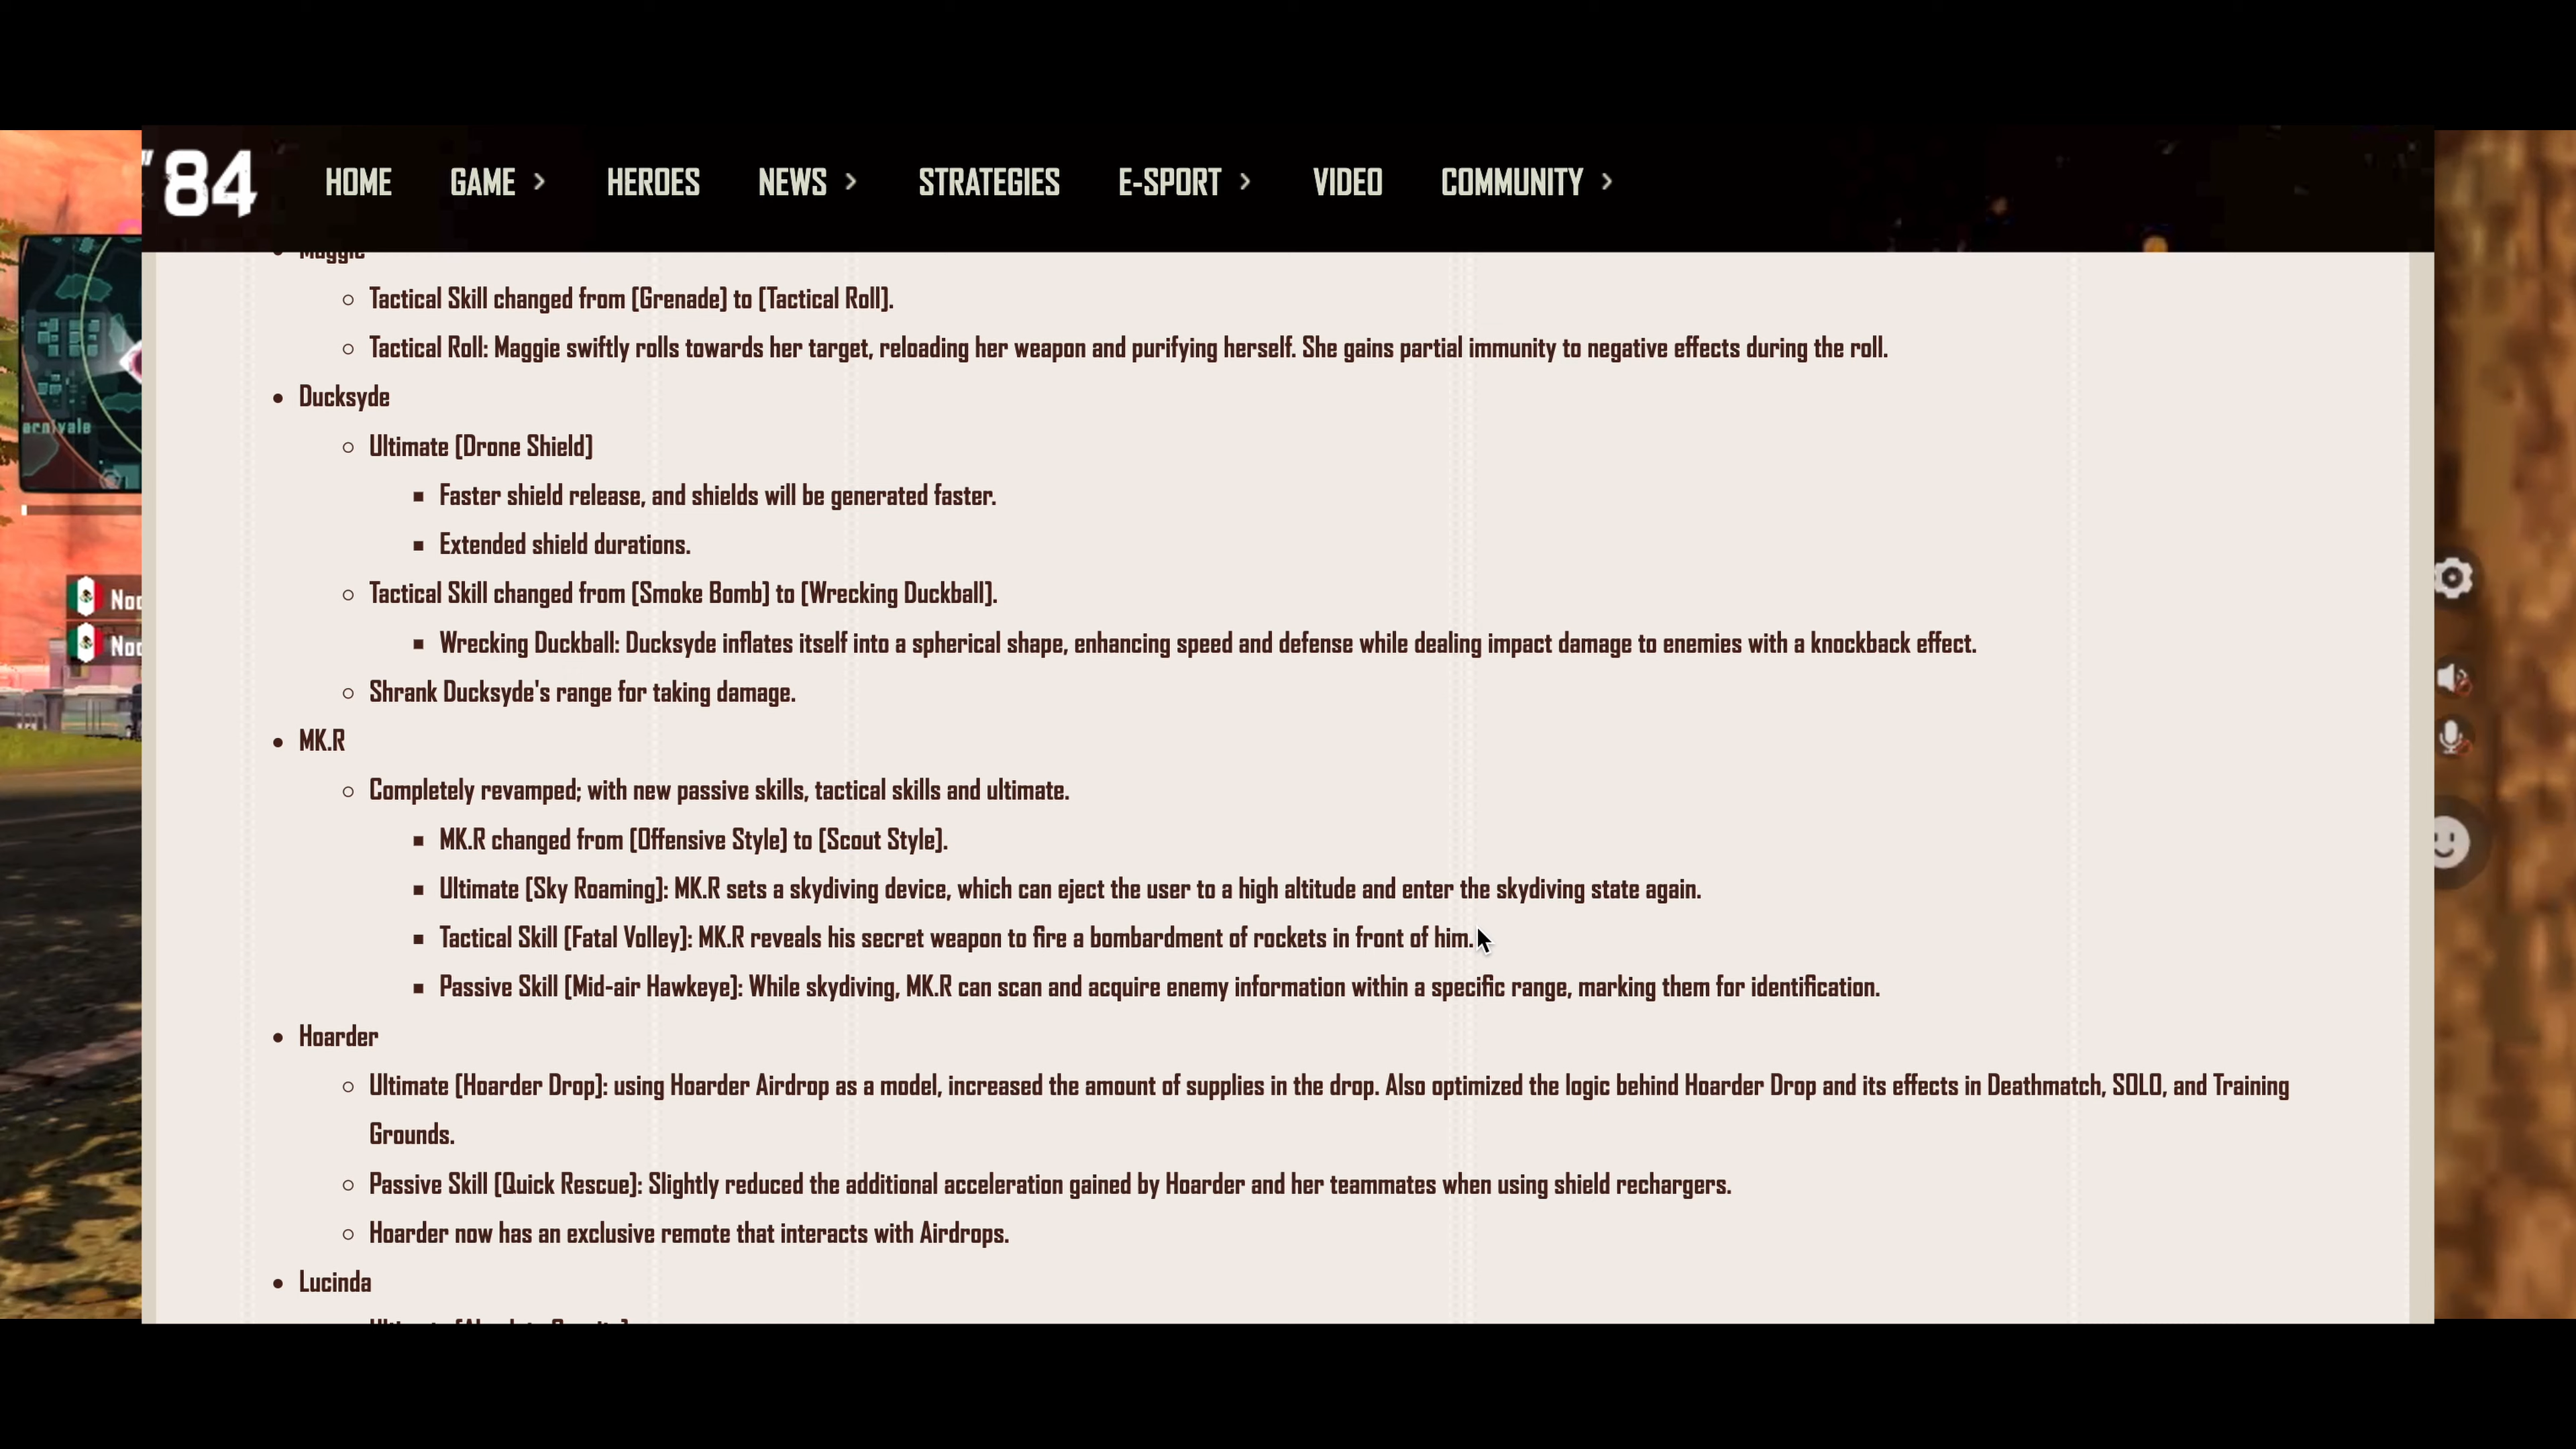 '84
HOME GAME > HEROES NEWS > STRATEGIES E-SPORT > VIDEO COMMUNITY >
Maggie
Tactical Skill changed from [Grenade] to [Tactical Roll].
Tactical Roll: Maggie swiftly rolls towards her target, reloading her weapon and purifying herself. She gains partial immunity to negative effects during the roll.
Ducksyde
Ultimate [Drone Shield]
Faster shield release, and shields will be generated faster.
Extended shield durations.
Tactical Skill changed from [Smoke Bomb] to [Wrecking Duckball].
Wrecking Duckball: Ducksyde inflates itself into a spherical shape, enhancing speed and defense while dealing impact damage to enemies with a knockback effect.
Shrank Ducksyde's range for taking damage.
MK.R
Completely revamped; with new passive skills, tactical skills and ultimate.
MK.R changed from [Offensive Style] to [Scout Style].
Ultimate [Sky Roaming]: MK.R sets a skydiving device, which can eject the user to a high altitude and enter the skydiving state again.
Tactical Skill [Fatal Volley]: MK.R reveals his secret weapon to fire a bombardment of rockets in front of him.
Passive Skill [Mid-air Hawkeye]: While skydiving, MK.R can scan and acquire enemy information within a specific range, marking them for identification.
Hoarder
Ultimate [Hoarder Drop]: using Hoarder Airdrop as a model, increased the amount of supplies in the drop. Also optimized the logic behind Hoarder Drop and its effects in Deathmatch, SOLO, and Training
Grounds.
Passive Skill [Quick Rescue]: Slightly reduced the additional acceleration gained by Hoarder and her teammates when using shield rechargers.
Hoarder now has an exclusive remote that interacts with Airdrops.
Lucinda